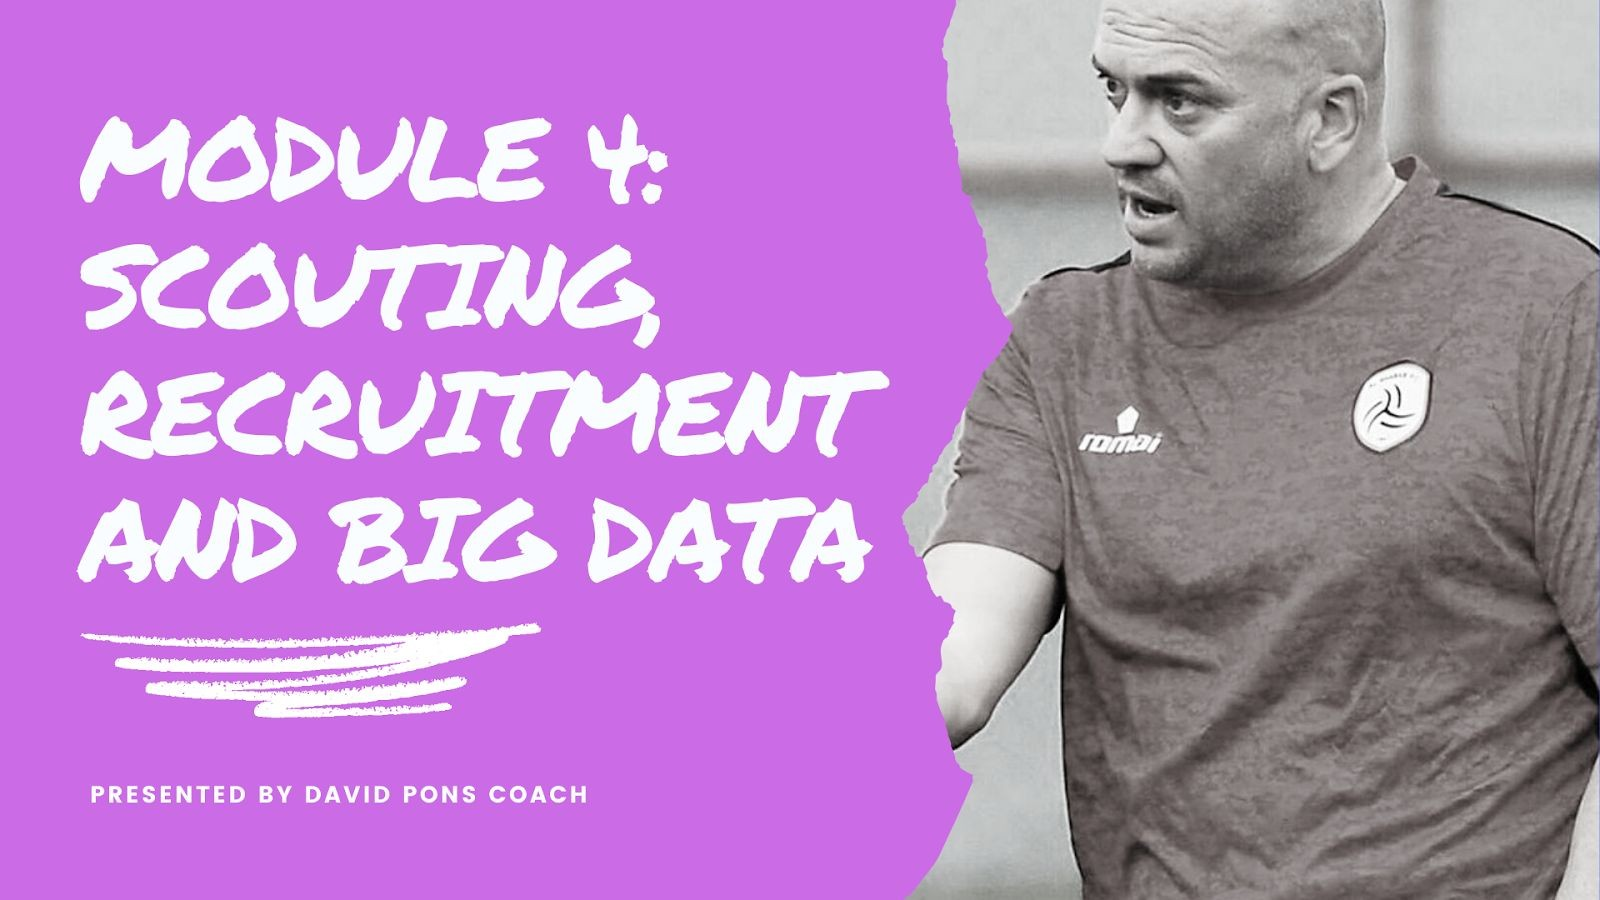 MODULE 4:
SCOUTING,
RECRUITMENT
AND BIG DATA
PRESENTED BY DAVID PONS COACH
romai